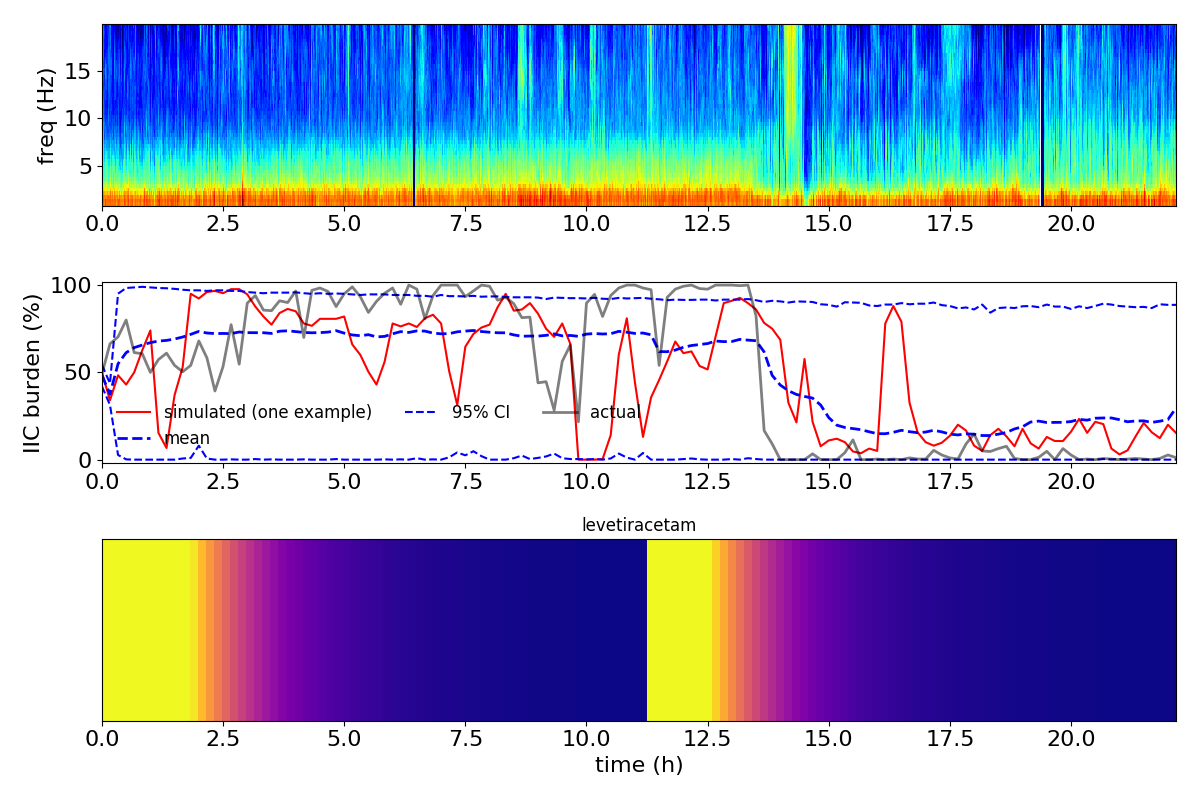 15
10
5
freq (Hz)
0.0 2.5 5.0 7.5 10.0 12.5 15.0 17.5 20.0
100
50
0
IIC burden (%)
simulated (one example) 95% CI actual
mean
0.0 2.5 5.0 7.5 10.0 12.5 15.0 17.5 20.0
levetiracetam
0.0 2.5 5.0 7.5 10.0 12.5 15.0 17.5 20.0
time (h)